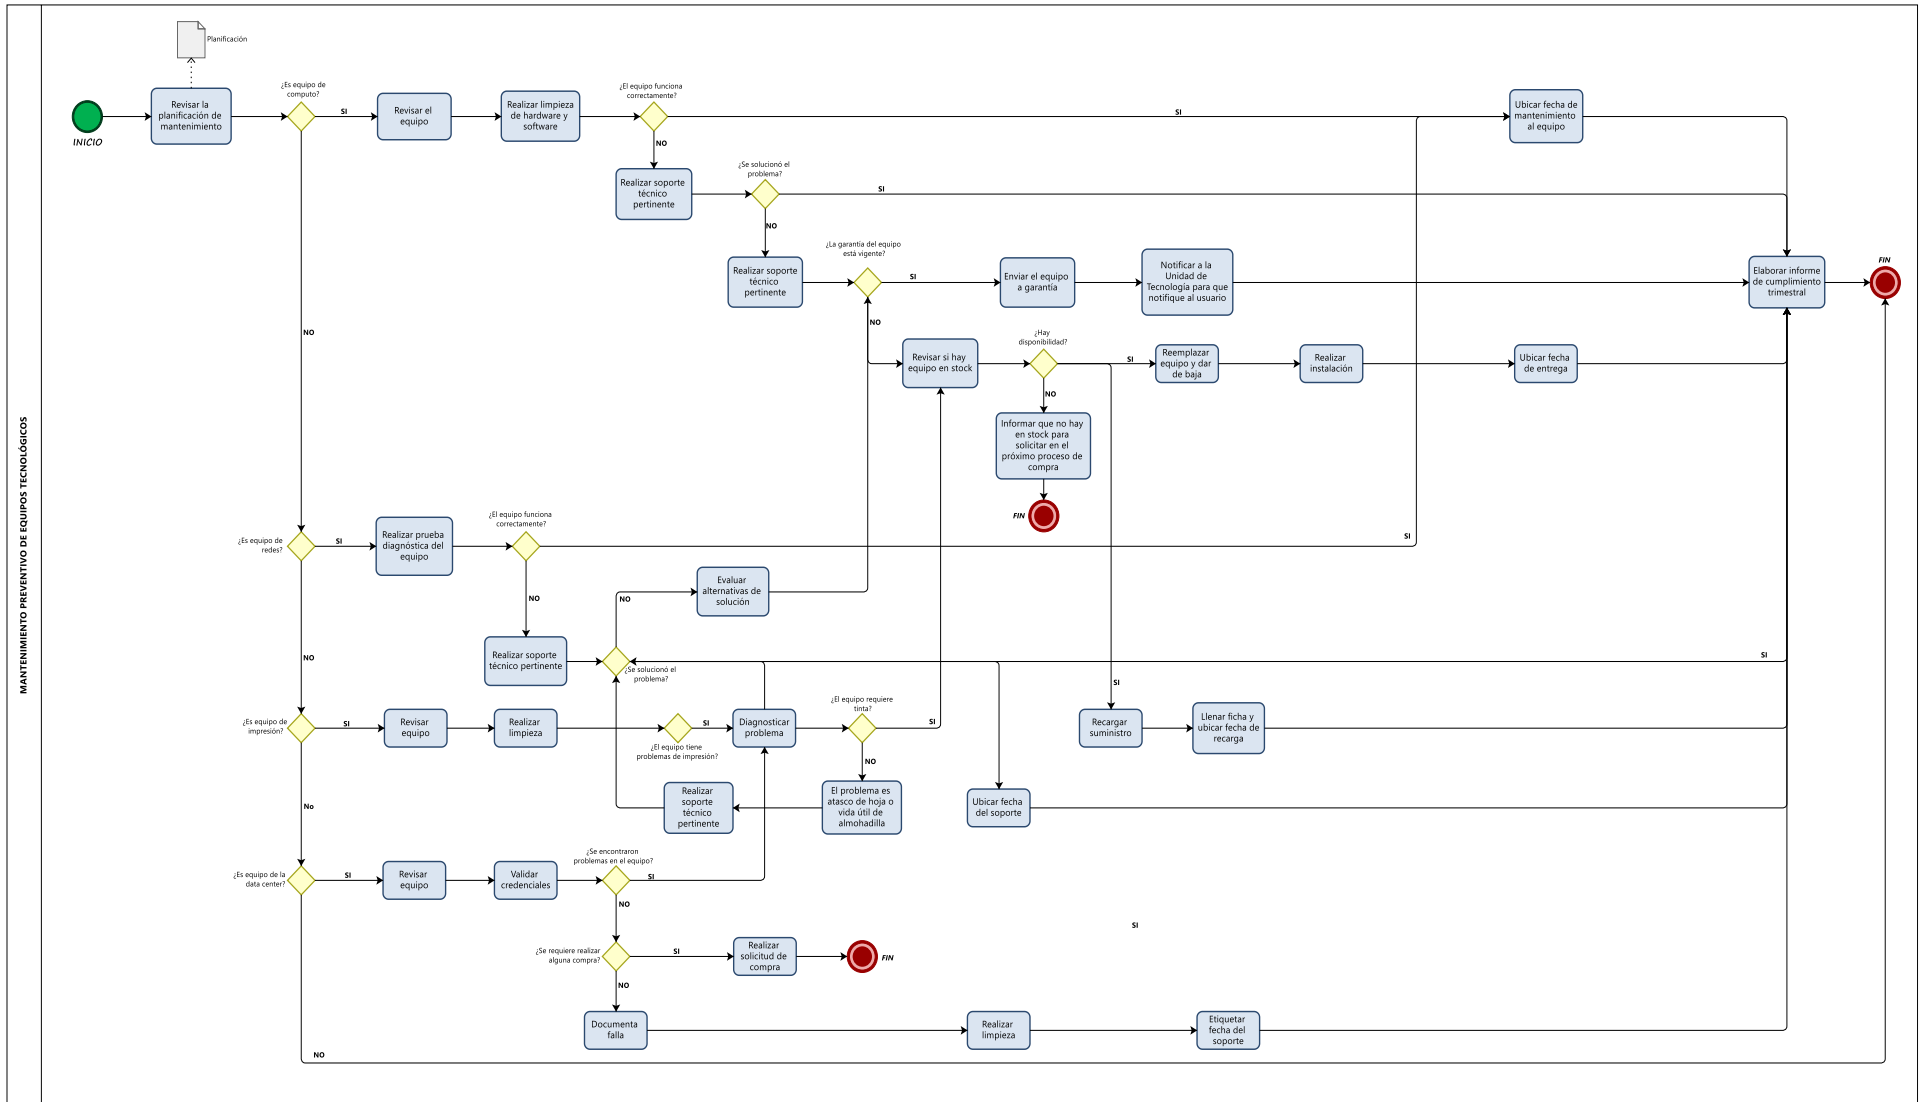 MANTENIMIENTO PREVENTIVO DE EQUIPOS TECNOLÓGICOS
Planificación
INICIO
Revisar la
planificación de
mantenimiento
¿Es equipo de
computo?
SI
Revisar el
equipo
Realizar limpieza
de hardware y
software
¿El equipo funciona
correctamente?
SI
Ubicar fecha de
mantenimiento
al equipo
NO
Realizar soporte
técnico
pertinente
¿Se solucionó el
problema?
SI
NO
Realizar soporte
técnico
pertinente
¿La garantía del equipo
está vigente?
SI
Enviar el equipo
a garantía
Notificar a la
Unidad de
Tecnología para que
notifique al usuario
Elaborar informe
de cumplimiento
trimestral
FIN
NO
NO
Revisar si hay
equipo en stock
¿Hay
disponibilidad?
SI
Reemplazar
equipo y dar
de baja
Realizar
instalación
Ubicar fecha
de entrega
NO
Informar que no hay
en stock para
solicitar en el
próximo proceso de
compra
FIN
¿Es equipo de
redes?
SI
Realizar prueba
diagnóstica del
equipo
¿El equipo funciona
correctamente?
SI
NO
NO
Evaluar
alternativas de
solución
NO
Realizar soporte
técnico pertinente
¿Se solucionó el
problema?
SI
SI
¿Es equipo de
impresión?
SI
Revisar
equipo
Realizar
limpieza
¿El equipo tiene
problemas de impresión?
SI
Diagnosticar
problema
¿El equipo requiere
tinta?
SI
Recargar
suministro
Llenar ficha y
ubicar fecha de
recarga
NO
No
Realizar
soporte
técnico
pertinente
El problema es
atasco de hoja o
vida útil de
almohadilla
Ubicar fecha
del soporte
¿Es equipo de la
data center?
SI
Revisar
equipo
Validar
credenciales
¿Se encontraron
problemas en el equipo?
SI
NO
SI
¿Se requiere realizar
alguna compra?
SI
Realizar
solicitud de
compra
FIN
NO
Documenta
falla
Realizar
limpieza
Etiquetar
fecha del
soporte
NO